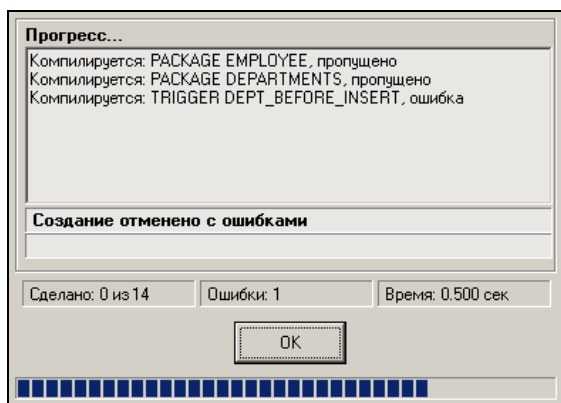 Прогресс...
Компилируется: PACKAGE EMPLOYEE, пропущено
Компилируется: PACKAGE DEPARTMENTS, пропущено
Компилируется: TRIGGER DEPT_BEFORE_INSERT, ошибка
Создание отменено с ошибками
Сделано: 0 из 14 Ошибки: 1 Время: 0.500 сек
OK